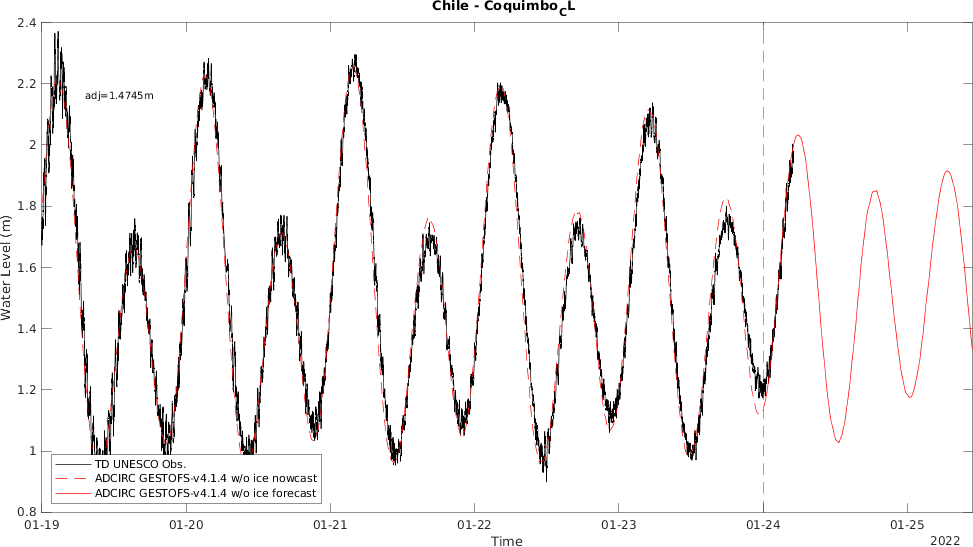 Chile - Coquimbo_CL
adj=1.4745m
Water Level (m)
2.4
2.2
2
1.8
1.6
1.4
1.2
1
0.8
TD UNESCO Obs.
ADCIRC GESTOFS-v4.1.4 w/o ice nowcast
ADCIRC GESTOFS-v4.1.4 w/o ice forecast
01-19 01-20 01-21 01-22 01-23 01-24 01-25
Time
2022